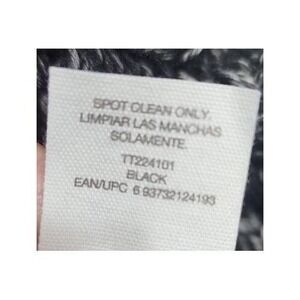 SPOT CLEAN ONLY.
LIMPIAR LAS MANCHAS
SOLAMENTE.
TT224101
BLACK
EAN/UPC 6 93732124193